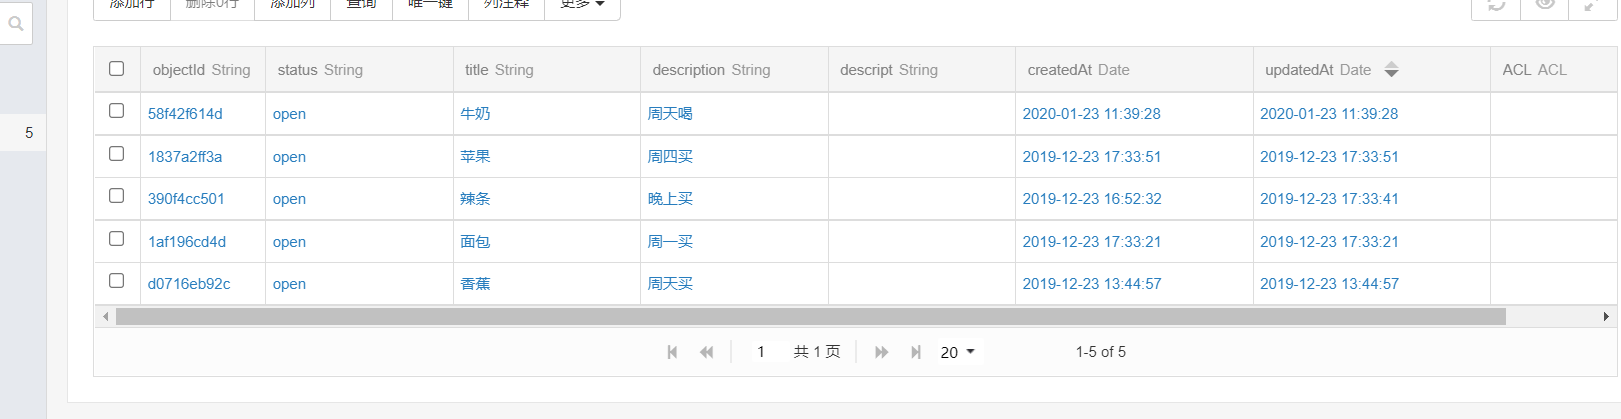 添加行 删除0行 添加列 查询 唯一键 列注释 更多
objectId String status String title String description String descript String createdAt Date updatedAt Date ACL ACL
58f42f614d open 牛奶 周天喝 2020-01-23 11:39:28 2020-01-23 11:39:28
5
1837a2ff3a open 苹果 周四买 2019-12-23 17:33:51 2019-12-23 17:33:51
390f4cc501 open 辣条 晚上买 2019-12-23 16:52:32 2019-12-23 17:33:41
1af196cd4d open 面包 周一买 2019-12-23 17:33:21 2019-12-23 17:33:21
d0716eb92c open 香蕉 周天买 2019-12-23 13:44:57 2019-12-23 13:44:57
1 共 1 页 20 1-5 of 5